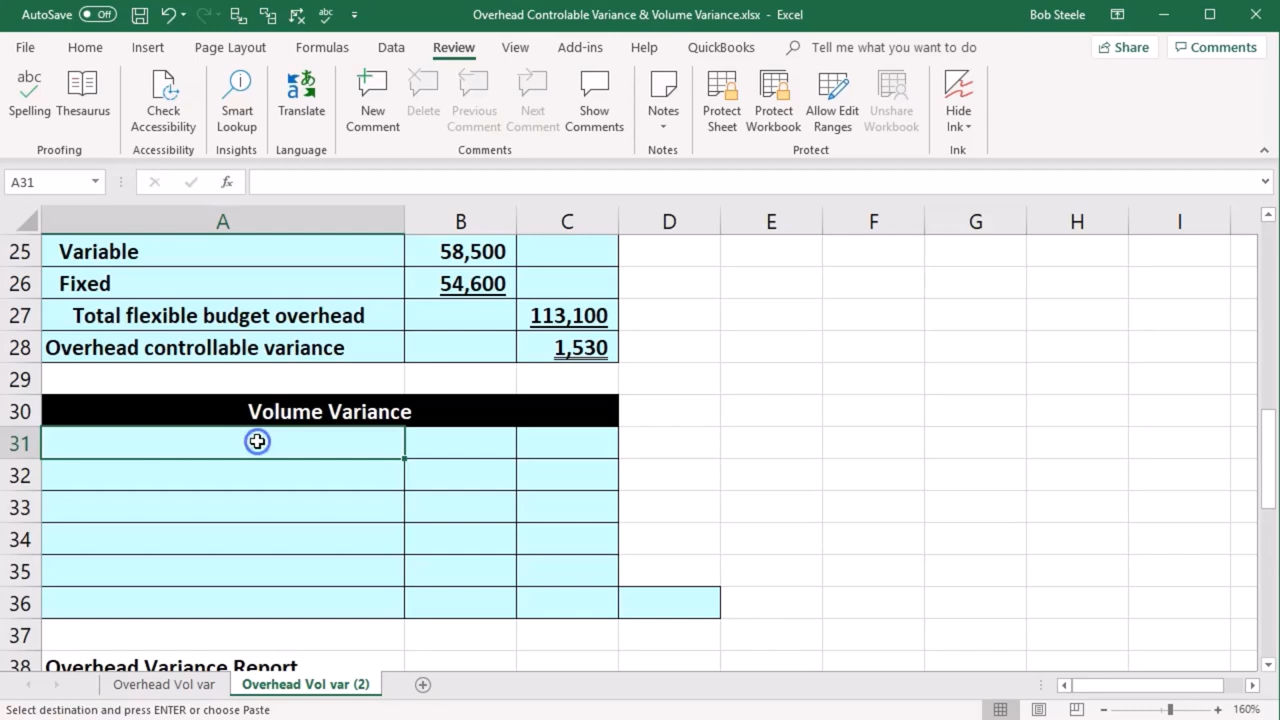 AutoSave Off Overhead Controlable Variance & Volume Variance.xlsx - Excel Bob Steele
File Home Insert Page Layout Formulas Data Review View Add-ins Help QuickBooks Tell me what you want to do Share Comments
abc
Spelling Thesaurus Check Accessibility Smart Lookup Translate New Comment Delete Previous Comment Next Comment Show Comments Notes Protect Sheet Protect Workbook Allow Edit Ranges Unshare Workbook Hide Ink
Proofing Accessibility Insights Language Comments Notes Protect Ink
A31 fx
A B C D E F G H I
25 Variable 58,500
26 Fixed 54,600
27 Total flexible budget overhead 113,100
28 Overhead controllable variance 1,530
29
30 Volume Variance
31
32
33
34
35
36
37
38 Overhead Variance Report
Overhead Vol var Overhead Vol var (2)
Select destination and press ENTER or choose Paste 160%